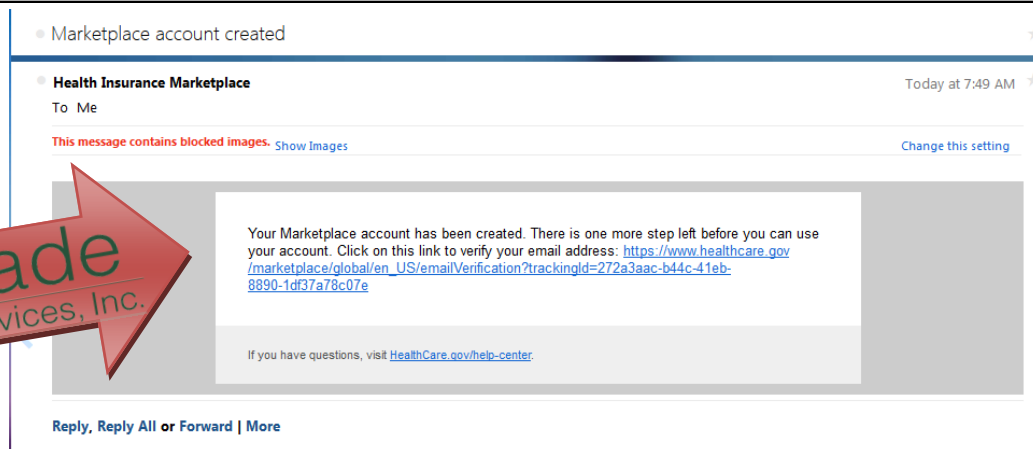 Marketplace account created
Health Insurance Marketplace
Today at 7:49 AM
To Me
This message contains blocked images. Show Images
Change this setting
Your Marketplace account has been created. There is one more step left before you can use
your account. Click on this link to verify your email address: https://www.healthcare.gov
/marketplace/global/en_US/emailVerification?trackingId=272a3aac-b44c-41eb-
8890-1df37a78c07e
If you have questions, visit HealthCare.gov/help-center.
Reply, Reply All or Forward | More
Inc.